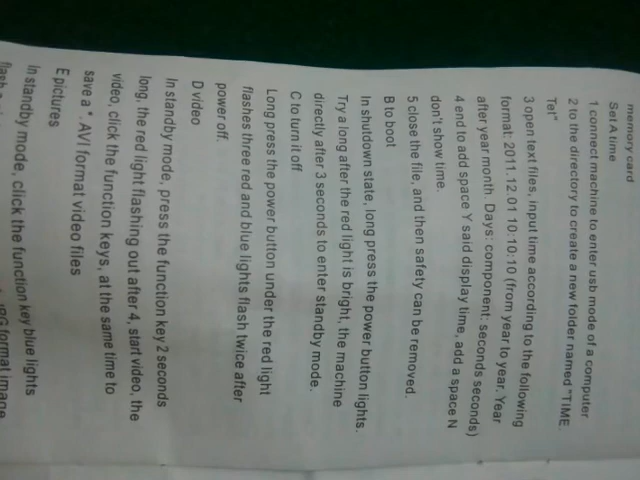 memory card
Set A time
1 connect machine to enter usb mode of a computer
2 to the directory to create a new folder named "TIME
Tet"
3 open text files, input time according to the following
format: 2011.12.01 10:10:10 (from year to year. Year
after year month. Days: component: seconds seconds)
4 end to add space Y said display time, add a space N
don't show time.
5 close the file, and then safety can be removed.
B to boot
In shutdown state, long press the power button lights.
Try a long after the red light is bright, the machine
directly after 3 seconds to enter standby mode.
C to turn it off
Long press the power button under the red light
flashes three red and blue lights flash twice after
power off.
D video
In standby mode, press the function key 2 seconds
long, the red light flashing out after 4, start video, the
video, click the function keys, at the same time to
save a *. AVI format video files
E pictures
in standby mode, click the function key blue lights
format image